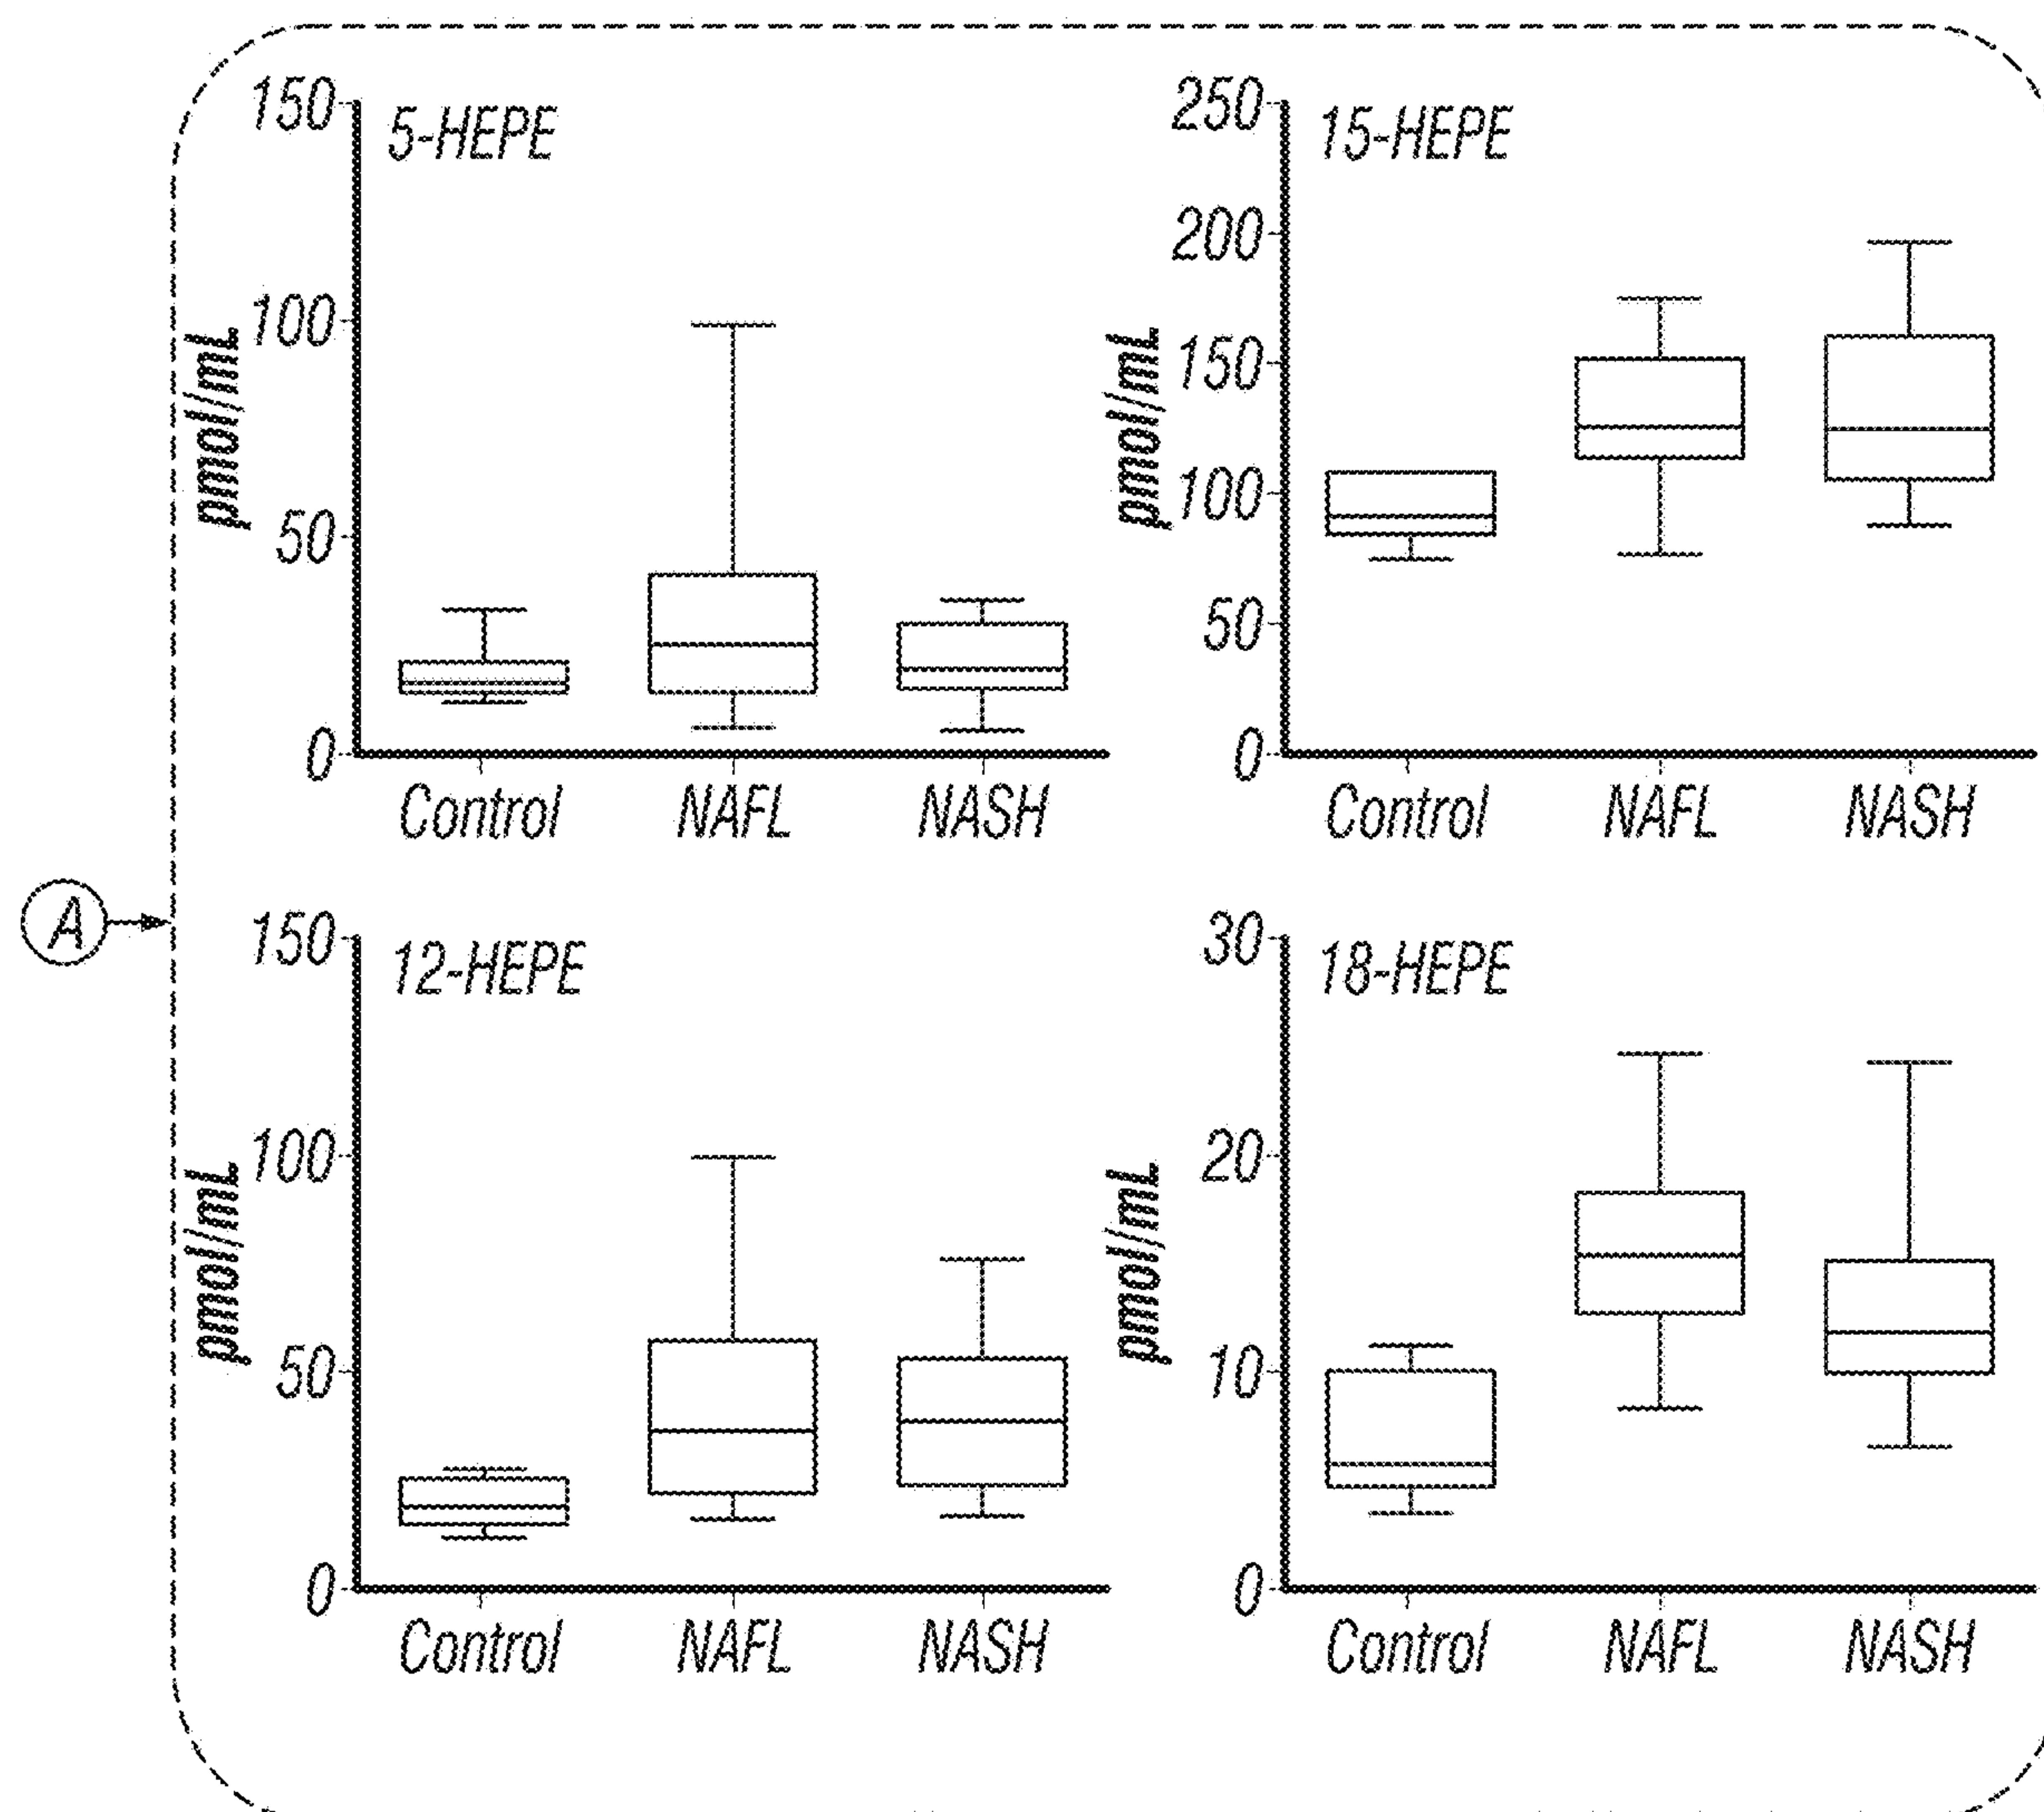 5-HEPE
150
100
50
0
pmol/mL
Control NAFL NASH
15-HEPE
250
200
150
100
50
0
pmol/mL
Control NAFL NASH
A
12-HEPE
150
100
50
0
pmol/mL
Control NAFL NASH
18-HEPE
30
20
10
0
pmol/mL
Control NAFL NASH